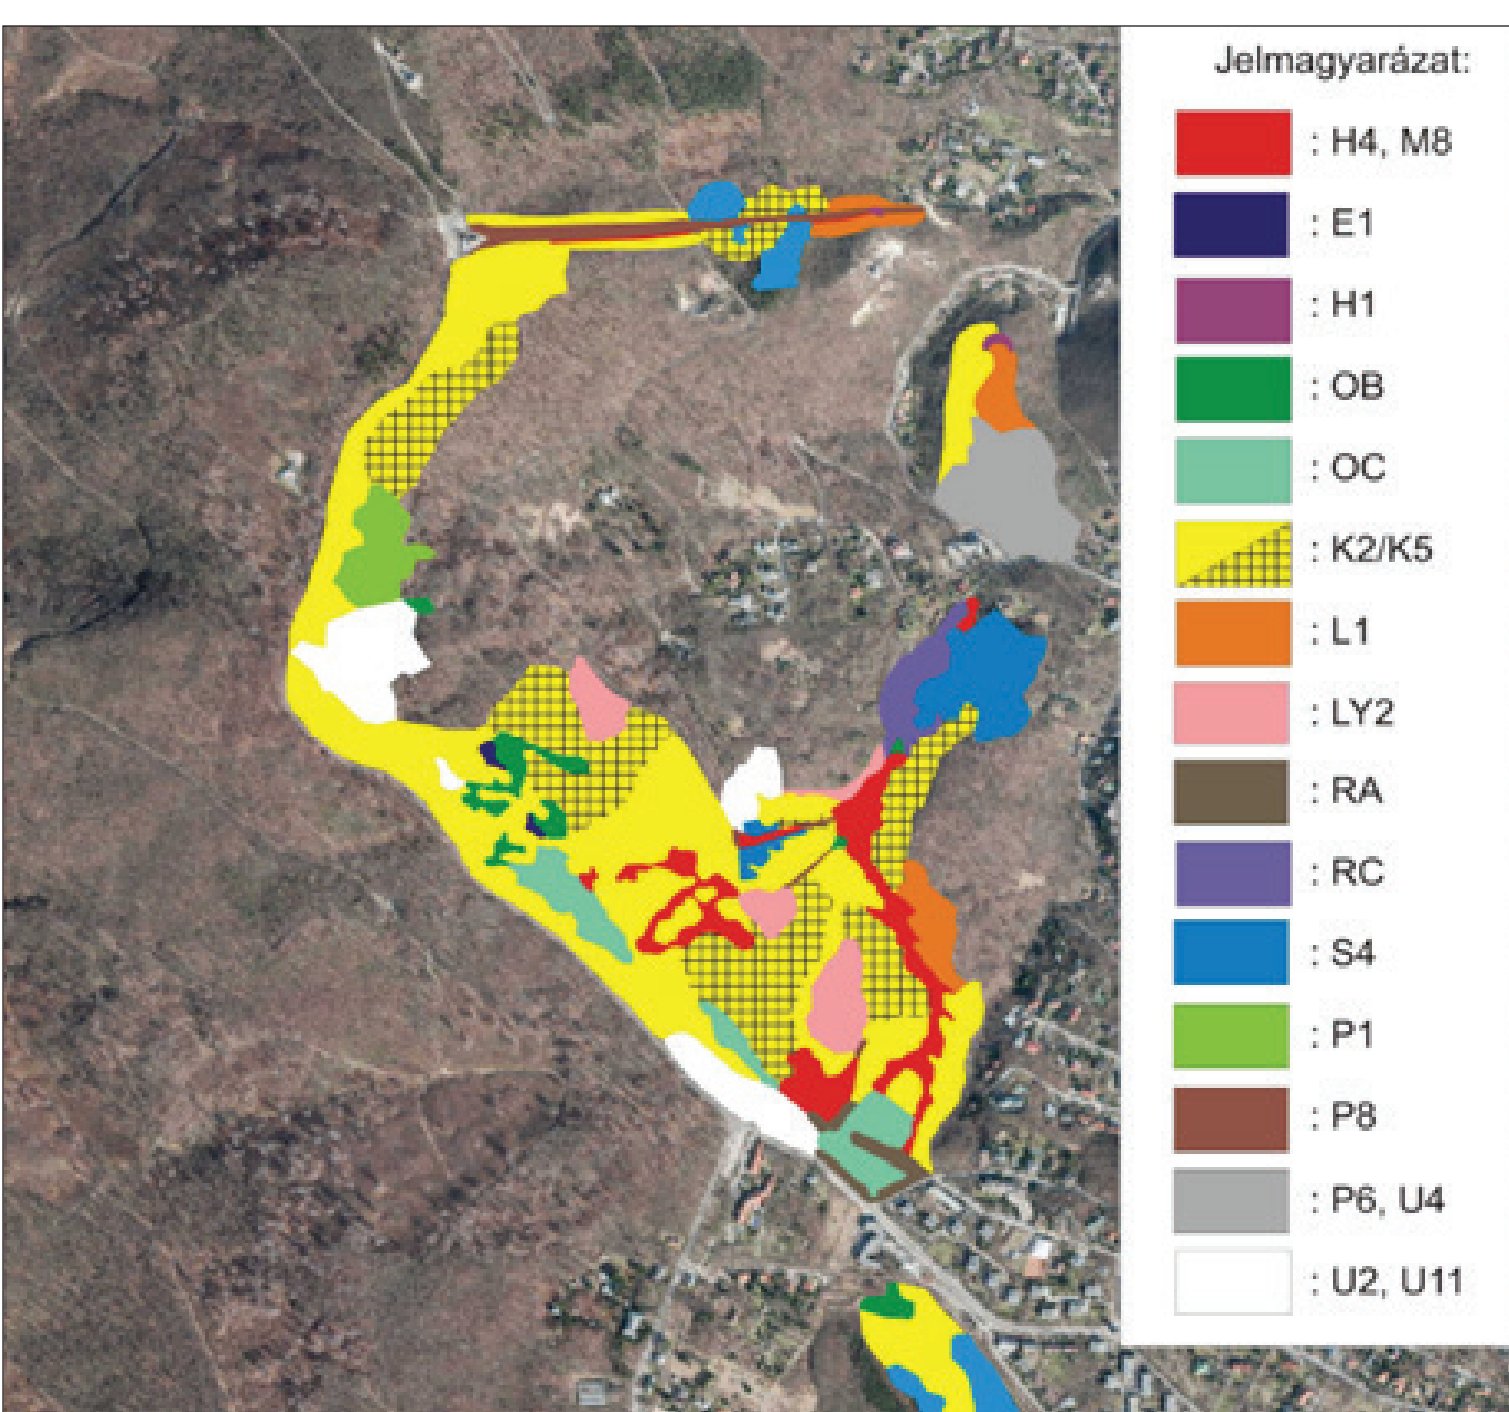 Jelmagyarázat:
: H4, M8
: E1
: H1
: OB
: OC
: K2/K5
: L1
: LY2
: RA
: RC
: S4
: P1
: P8
: P6, U4
: U2, U11